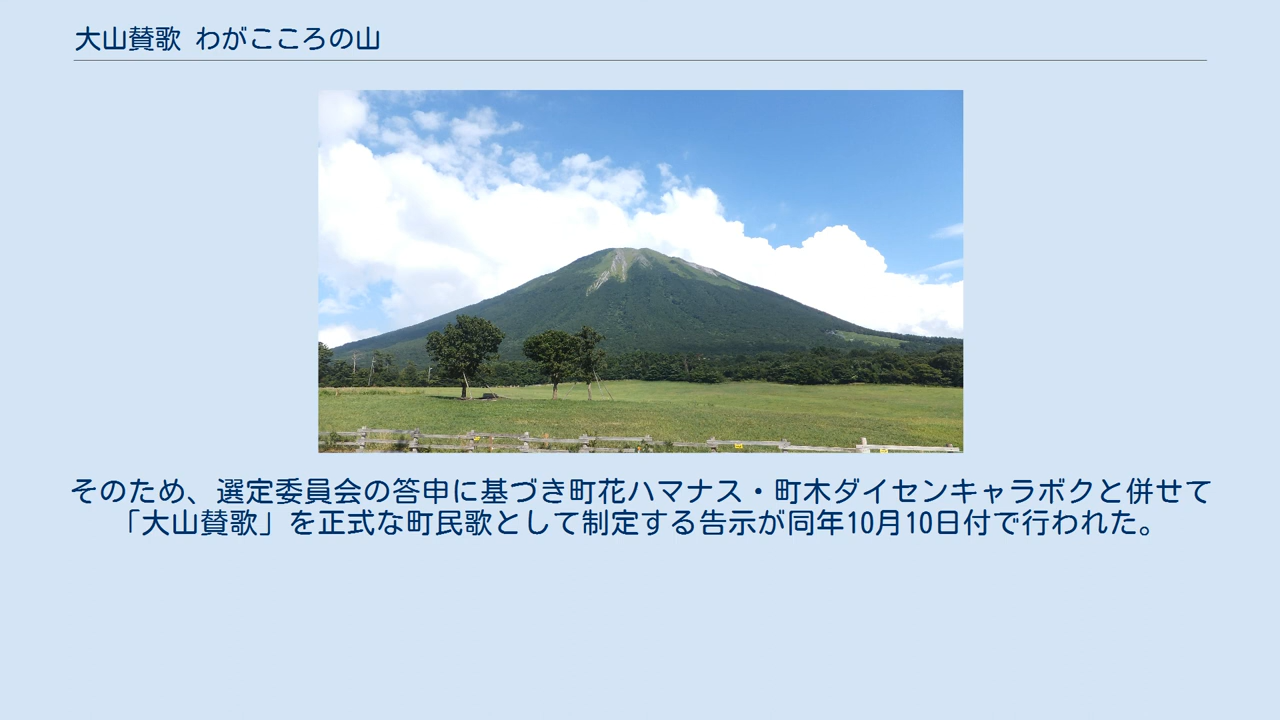 大山賛歌 わがこころの山
そのため、選定委員会の答申に基づき町花ハマナス・町木ダイセンキャラボクと併せて
「大山賛歌」を正式な町民歌として制定する告示が同年10月10日付で行われた。